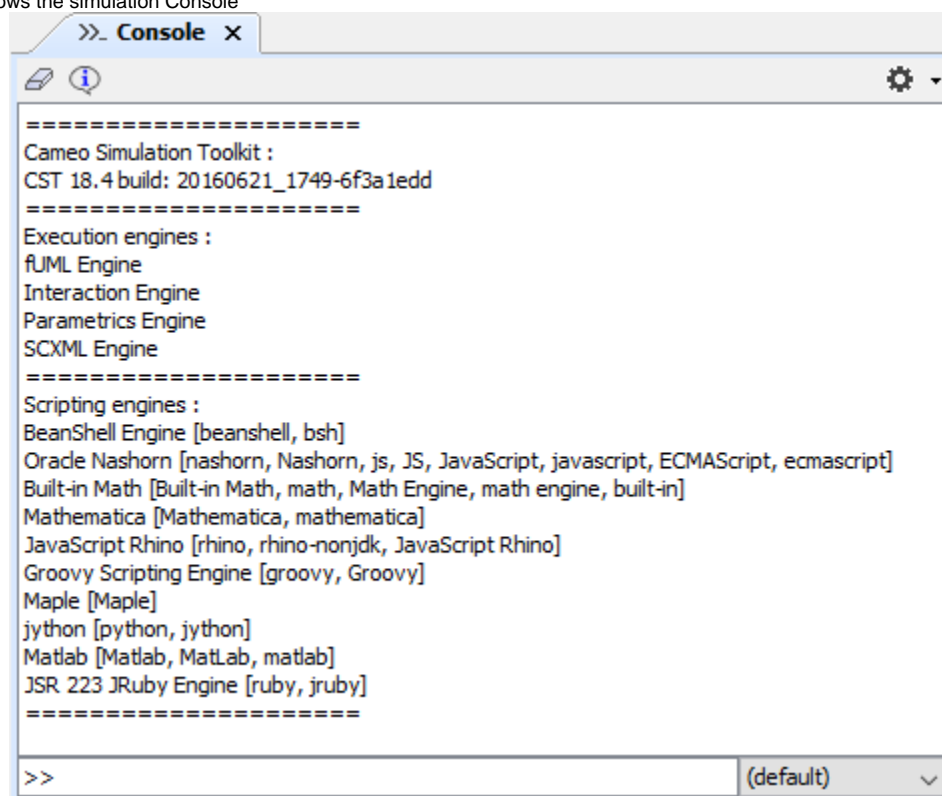 ows the simulation Console
>>_ Console x
======================
Cameo Simulation Toolkit :
CST 18.4 build: 20160621_1749-6f3a1edd
======================
Execution engines :
fUML Engine
Interaction Engine
Parametrics Engine
SCXML Engine
======================
Scripting engines :
BeanShell Engine [beanshell, bsh]
Oracle Nashorn [nashorn, Nashorn, js, JS, JavaScript, javascript, ECMAScript, ecmascript]
Built-in Math [Built-in Math, math, Math Engine, math engine, built-in]
Mathematica [Mathematica, mathematica]
JavaScript Rhino [rhino, rhino-nonjdk, JavaScript Rhino]
Groovy Scripting Engine [groovy, Groovy]
Maple [Maple]
jython [python, jython]
Matlab [Matlab, MatLab, matlab]
JSR 223 JRuby Engine [ruby, jruby]
======================
>> (default)